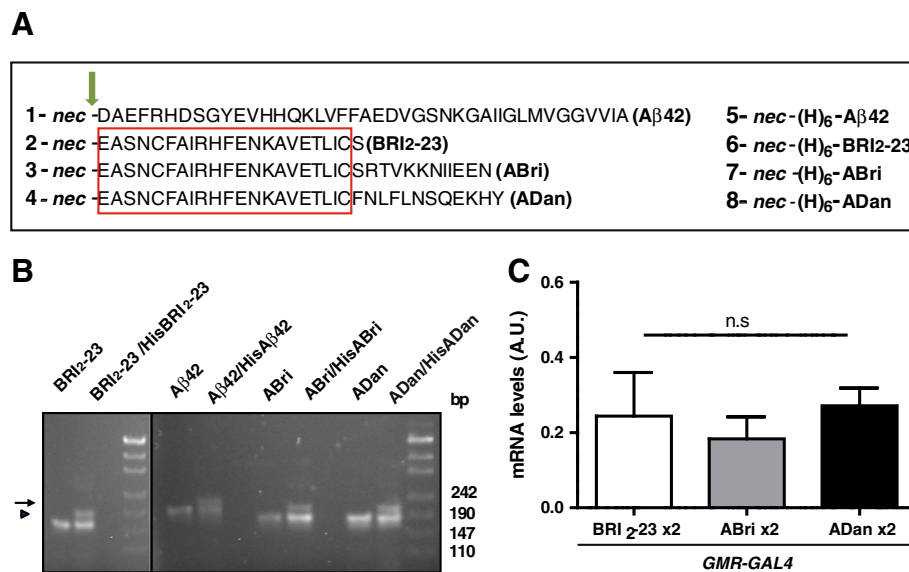 A
1- nec -DAEFRHDSGYEVHHQKLVFFAEDVGSNKGAIIGLMVGGVVIA (Aβ42)
2 - nec -EASNCFAIRHFENKAVETLICS(BRI2-23)
3 - nec -EASNCFAIRHFENKAVETLICSRTVKKNIIEEN (ABri)
4 - nec -EASNCFAIRHFENKAVETLICFNLFLNSQEKHY (ADan)
5- nec-(H)6-Aβ42
6- nec-(H)6-BRI2-23
7- nec -(H)6-ABri
8- nec-(H)6-ADan
B
BRI2-23
BRI2-23 /HisBRI2-23
Aβ42
Aβ42/HisAβ42
ABri
ABri/HisABri
ADan
ADan/HisADan
bp
242
190
147
110
C
mRNA levels (A.U.)
0.6
0.4
0.2
0.0
n.s
BRI 2-23 x2
ABri x2
ADan x2
GMR-GAL4